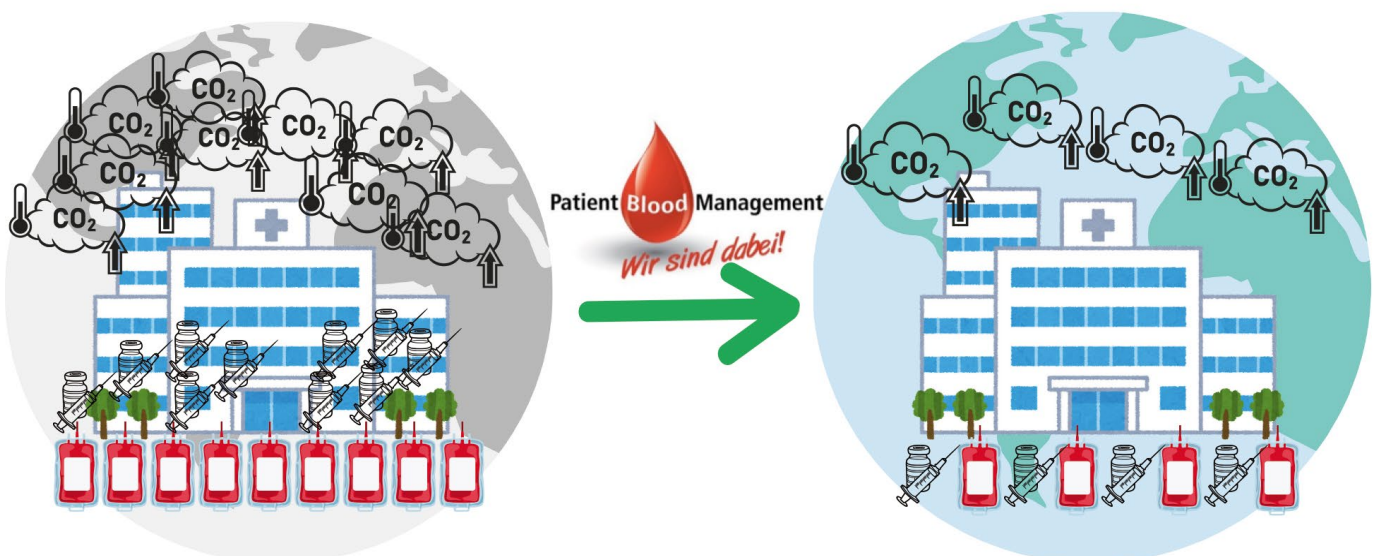 CO₂
CO₂
CO₂
CO₂
CO₂
CO₂
CO₂
CO₂
CO₂
Patient Blood Management
Wir sind dabei!
CO₂
CO₂
CO₂
CO₂